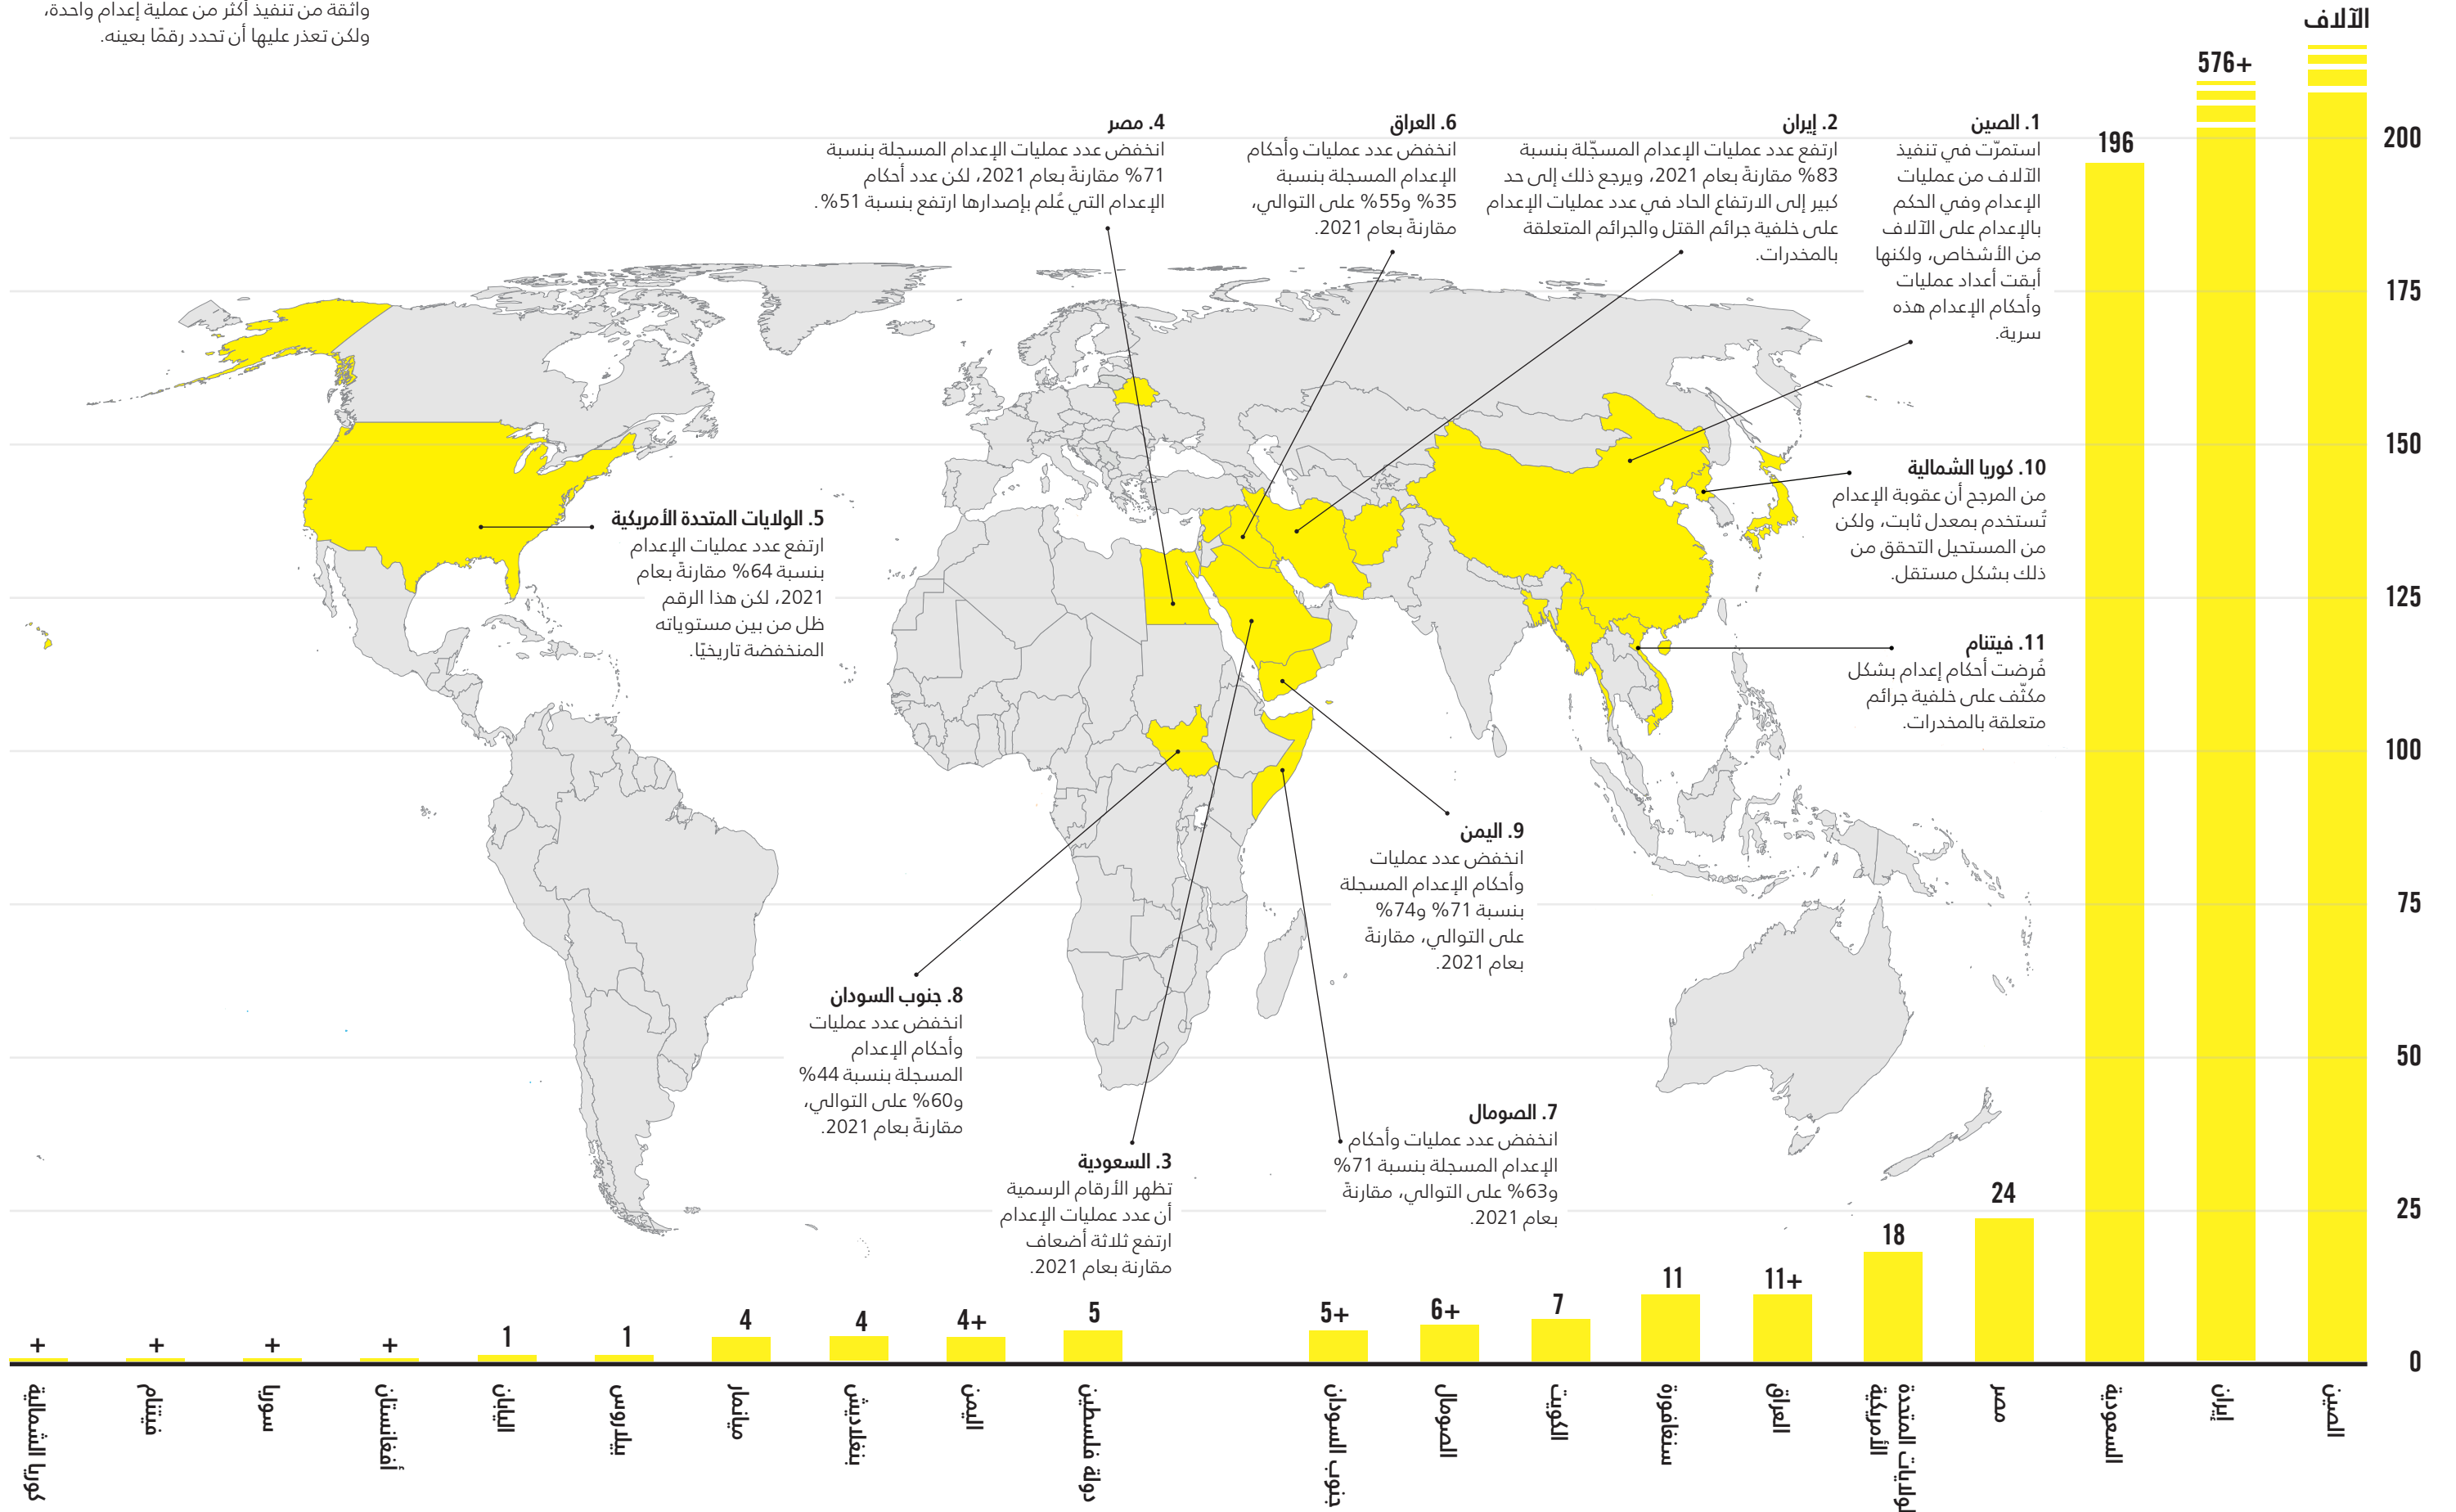 واثقة من تنفيذ أكثر من عملية إعدام واحدة،
ولكن تعذر عليها أن تحدد رقمًا بعينه.
الآلاف
576+
196
200
175
150
125
100
75
50
25
0
1. الصين
استمرّت في تنفيذ
الآلاف من عمليات
الإعدام وفي الحكم
بالإعدام على الآلاف
من الأشخاص، ولكنها
أبقت أعداد عمليات
وأحكام الإعدام هذه
سرية.
2. إيران
ارتفع عدد عمليات الإعدام المسجّلة بنسبة
83% مقارنةً بعام 2021، ويرجع ذلك إلى حد
كبير إلى الارتفاع الحاد في عدد عمليات الإعدام
على خلفية جرائم القتل والجرائم المتعلقة
بالمخدرات.
6. العراق
انخفض عدد عمليات وأحكام
الإعدام المسجلة بنسبة
35% و55% على التوالي،
مقارنةً بعام 2021.
4. مصر
انخفض عدد عمليات الإعدام المسجلة بنسبة
71% مقارنةً بعام 2021، لكن عدد أحكام
الإعدام التي عُلم بإصدارها ارتفع بنسبة 51%.
10. كوريا الشمالية
من المرجح أن عقوبة الإعدام
تُستخدم بمعدل ثابت، ولكن
من المستحيل التحقق من
ذلك بشكل مستقل.
5. الولايات المتحدة الأمريكية
ارتفع عدد عمليات الإعدام
بنسبة 64% مقارنةً بعام
2021، لكن هذا الرقم
ظل من بين مستوياته
المنخفضة تاريخيًا.
11. فيتنام
فُرضت أحكام إعدام بشكل
مكثّف على خلفية جرائم
متعلقة بالمخدرات.
9. اليمن
انخفض عدد عمليات
وأحكام الإعدام المسجلة
بنسبة 71% و74%
على التوالي، مقارنةً
بعام 2021.
8. جنوب السودان
انخفض عدد عمليات
وأحكام الإعدام
المسجلة بنسبة 44%
و60% على التوالي،
مقارنةً بعام 2021.
7. الصومال
انخفض عدد عمليات وأحكام
الإعدام المسجلة بنسبة 71%
و63% على التوالي، مقارنةً
بعام 2021.
3. السعودية
تظهر الأرقام الرسمية
أن عدد عمليات الإعدام
ارتفع ثلاثة أضعاف
مقارنة بعام 2021.
24
18
11+
11
7
6+
5+
5
4+
4
4
1
1
+
+
+
+
الصين
إيران
السعودية
مصر
الولايات المتحدة
الأمريكية
العراق
سنغافورة
الكويت
الصومال
جنوب السودان
دولة فلسطين
اليمن
بنغلاديش
ميانمار
بيلاروس
اليابان
أفغانستان
سوريا
فيتنام
كوريا الشمالية